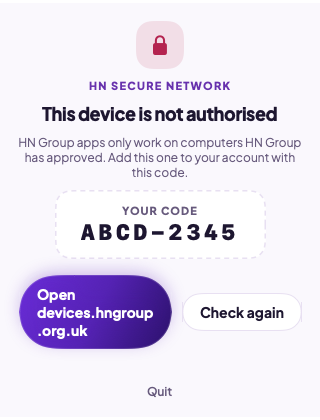 HN SECURE NETWORK
This device is not authorised
HN Group apps only work on computers HN Group
has approved. Add this one to your account with
this code.
YOUR CODE
ABCD-2345
Open
devices.hngroup
.org.uk
Check again
Quit